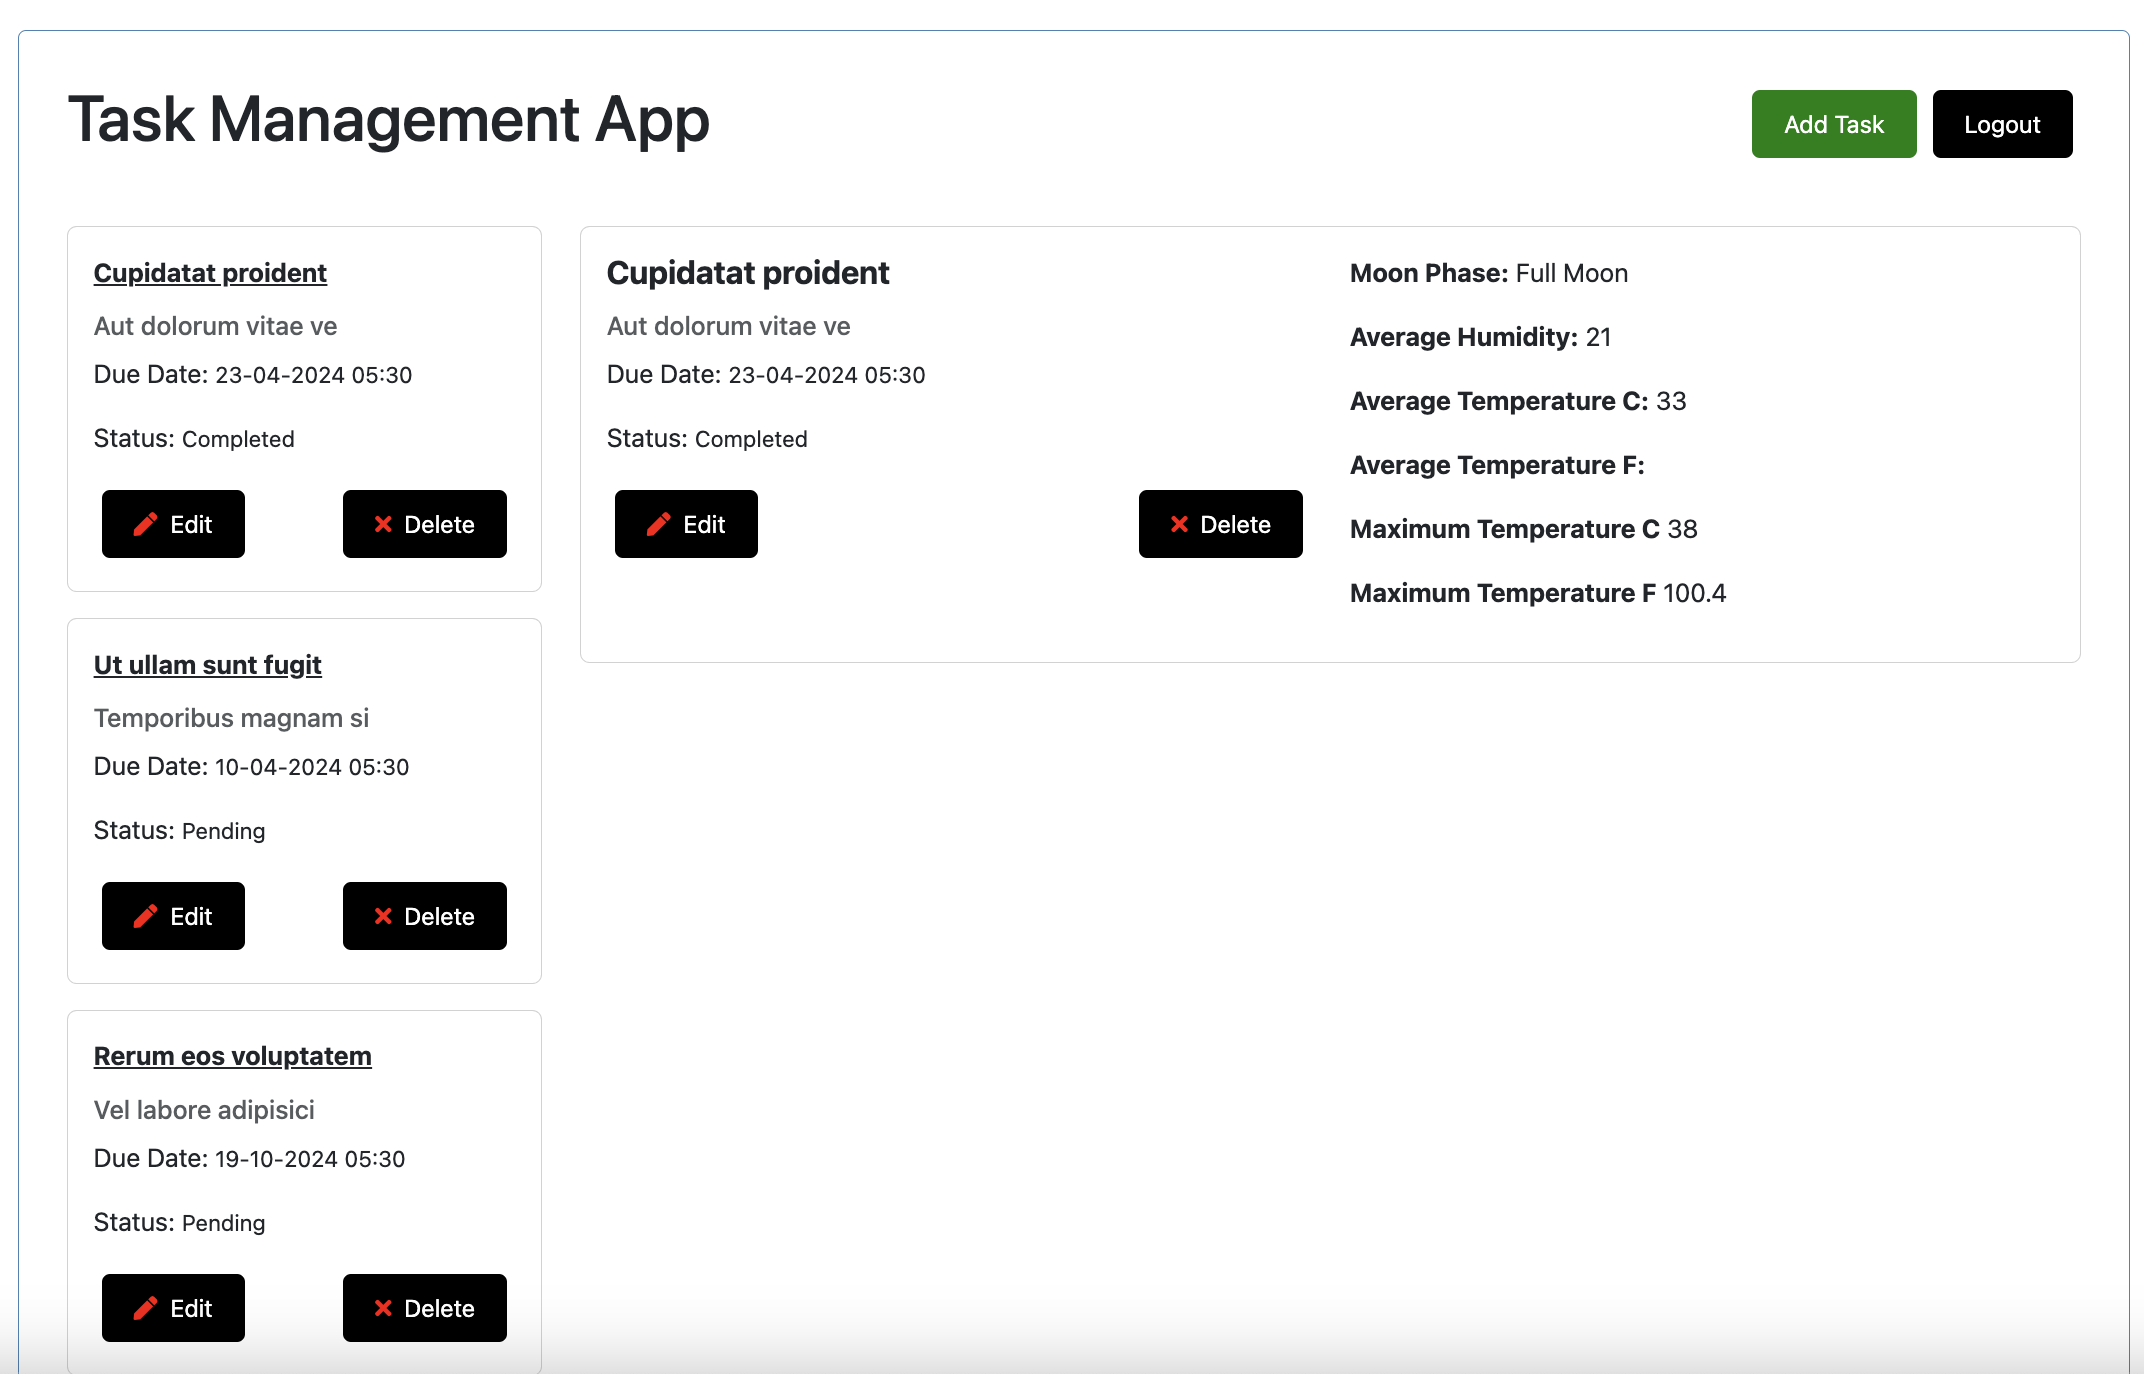 Task Management App
Add Task
Logout
Cupidatat proident
Aut dolorum vitae ve
Due Date: 23-04-2024 05:30
Status: Completed
Edit
Delete
Ut ullam sunt fugit
Temporibus magnam si
Due Date: 10-04-2024 05:30
Status: Pending
Edit
Delete
Rerum eos voluptatem
Vel labore adipisici
Due Date: 19-10-2024 05:30
Status: Pending
Edit
Delete
Cupidatat proident
Aut dolorum vitae ve
Due Date: 23-04-2024 05:30
Status: Completed
Edit
Delete
Moon Phase: Full Moon
Average Humidity: 21
Average Temperature C: 33
Average Temperature F:
Maximum Temperature C 38
Maximum Temperature F 100.4